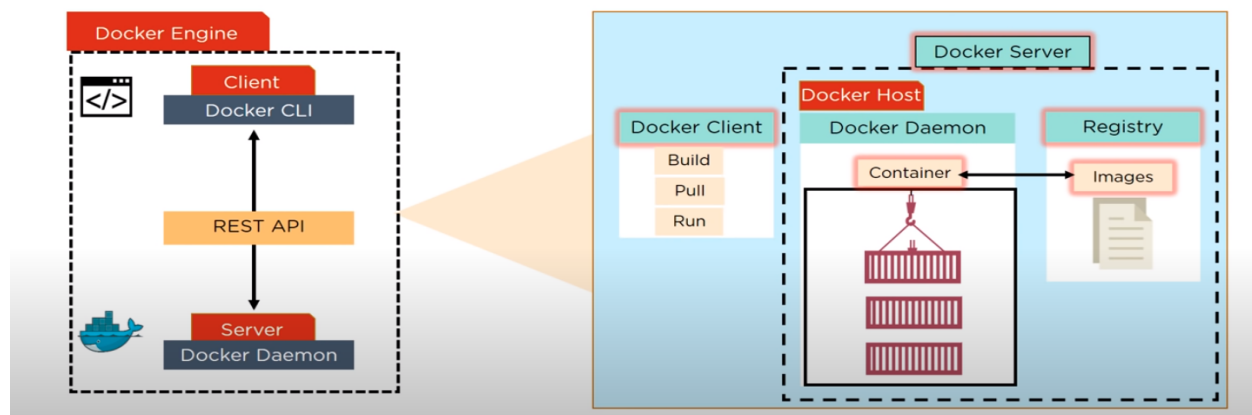 Docker Engine
Client
Docker CLI
</>
REST API
Server
Docker Daemon
Docker Server
Docker Host
Docker Client
Docker Daemon
Registry
Build
Pull
Run
Container
Images